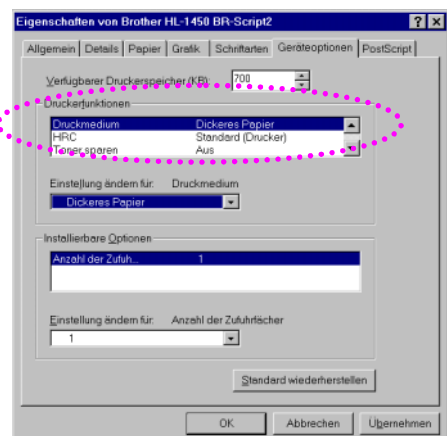 Eigenschaften von Brother HL-1450 BR-Script2
Allgemein Details Papier Grafik Schriftarten Geräteoptionen PostScript
Verfügbarer Druckerspeicher (KB): 700
Druckerfunktionen
Druckmedium Dickeres Papier
HRC Standard (Drucker)
Toner sparen Aus
Einstellung ändern für: Druckmedium
Dickeres Papier
Installierbare Optionen
Anzahl der Zufuh... 1
Einstellung ändern für: Anzahl der Zufuhrfächer
1
Standard wiederherstellen
OK Abbrechen Übernehmen